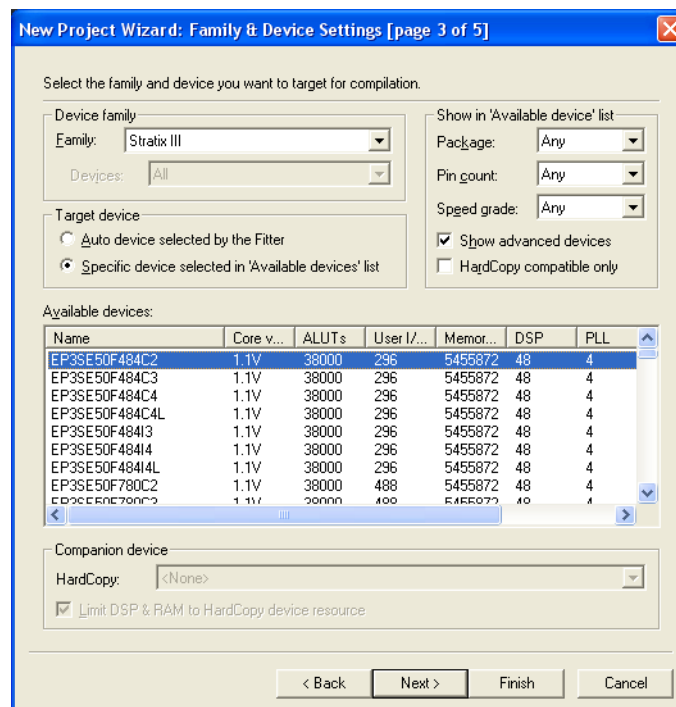 New Project Wizard: Family & Device Settings [page 3 of 5]
Select the family and device you want to target for compilation.
Device family
Family: Stratix III
Devices: All
Target device
Auto device selected by the Fitter
Specific device selected in 'Available devices' list
Show in 'Available device' list
Package: Any
Pin count: Any
Speed grade: Any
Show advanced devices
HardCopy compatible only
Available devices:
Name Core v... ALUTs User I/... Memor... DSP PLL
EP3SE50F484C2 1.1V 38000 296 5455872 48 4
EP3SE50F484C3 1.1V 38000 296 5455872 48 4
EP3SE50F484C4 1.1V 38000 296 5455872 48 4
EP3SE50F484C4L 1.1V 38000 296 5455872 48 4
EP3SE50F484I3 1.1V 38000 296 5455872 48 4
EP3SE50F484I4 1.1V 38000 296 5455872 48 4
EP3SE50F484I4L 1.1V 38000 296 5455872 48 4
EP3SE50F780C2 1.1V 38000 488 5455872 48 4
1.1V 38000 488 5455872 48 4
Companion device
HardCopy: <None>
Limit DSP & RAM to HardCopy device resource
< Back Next > Finish Cancel